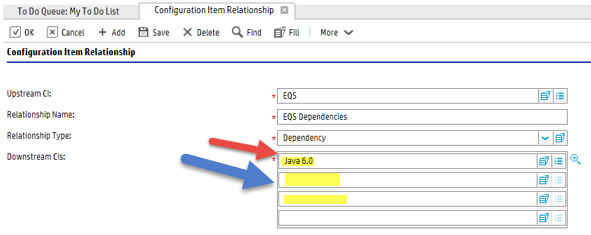 To Do Queue: My To Do List
Configuration Item Relationship
OK Cancel Add Save Delete Find Fill More
Configuration Item Relationship
Upstream CI: EQS
Relationship Name: EQS Dependencies
Relationship Type: Dependency
Downstream CIs: Java 6.0